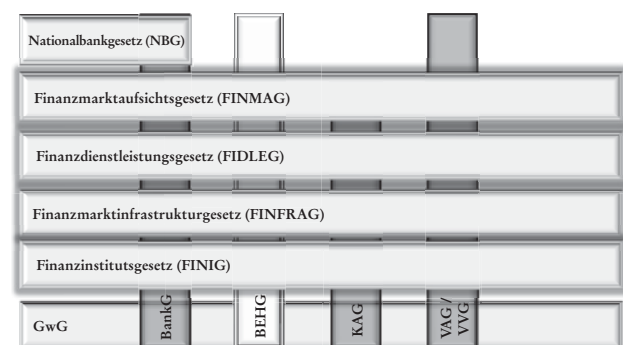 Nationalbankgesetz (NBG)
Finanzmarktaufsichtsgesetz (FINMAG)
Finanzdienstleistungsgesetz (FIDLEG)
Finanzmarktinfrastrukturgesetz (FINFRAG)
Finanzinstitutsgesetz (FINIG)
GwG
BankG
BEHG
KAG
VAG /
VVG